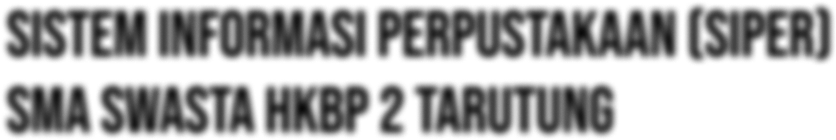 SISTEM INFORMASI PERPUSTAKAAN (SIPER)
SMA SWASTA HKBP 2 TARUTUNG